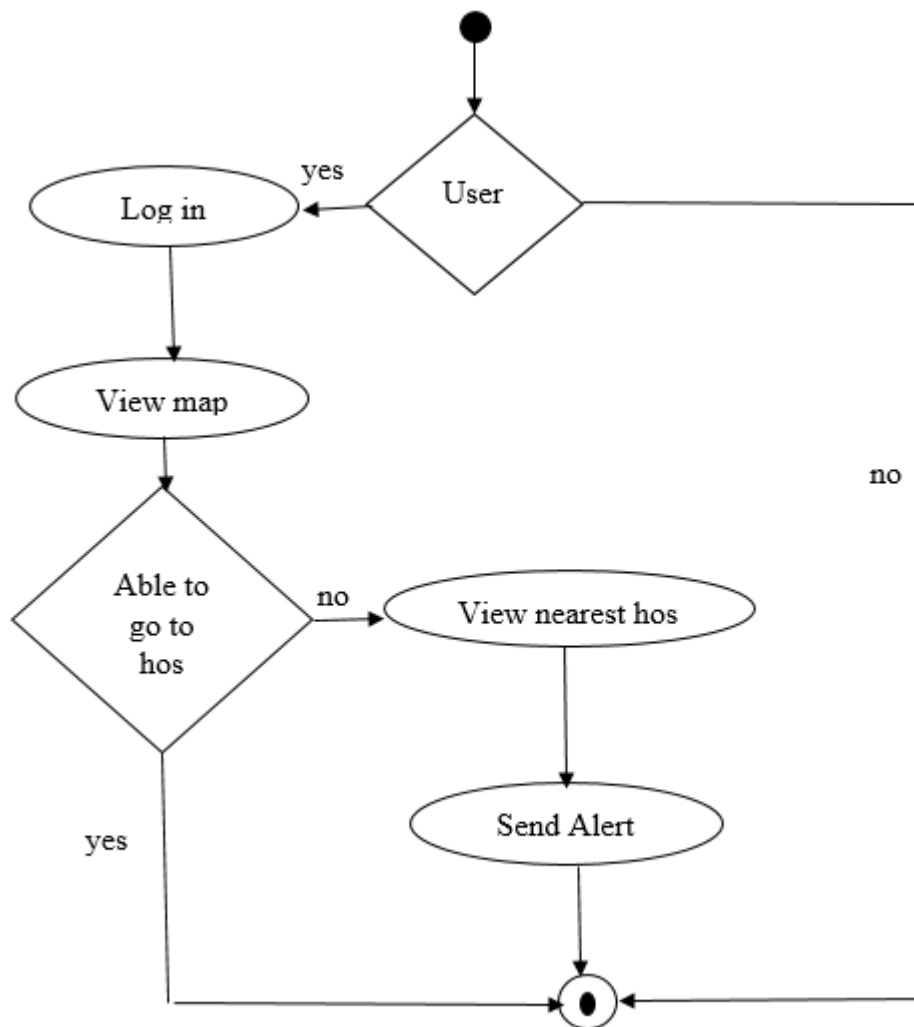 yes
User
Log in
View map
no
Able to
go to
hos
no
View nearest hos
Send Alert
yes